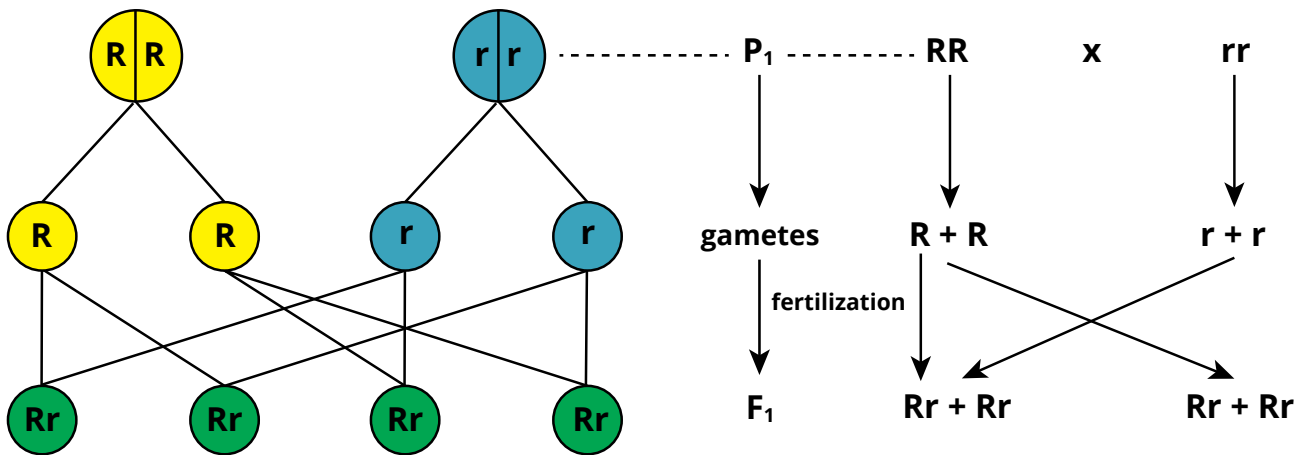 R R r r P₁ RR x rr
R R r r gametes R + R r + r
fertilization
Rr Rr Rr Rr F₁ Rr + Rr Rr + Rr